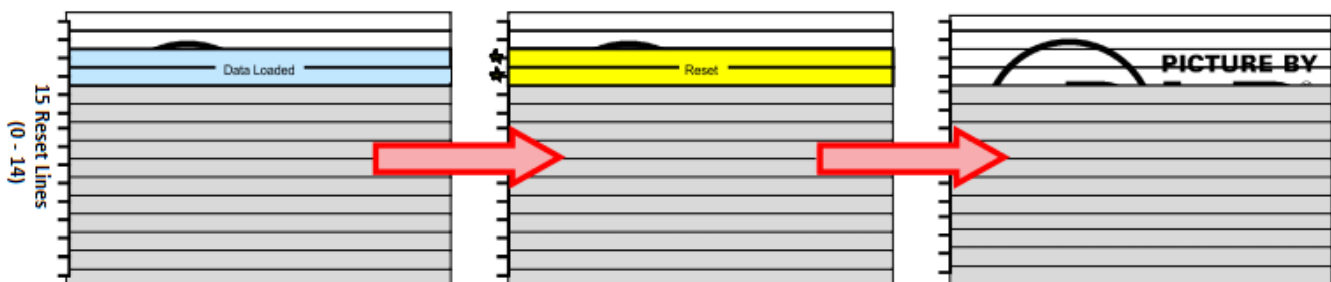 15 Reset Lines
(0 - 14)
Data Loaded
Reset
PICTURE BY